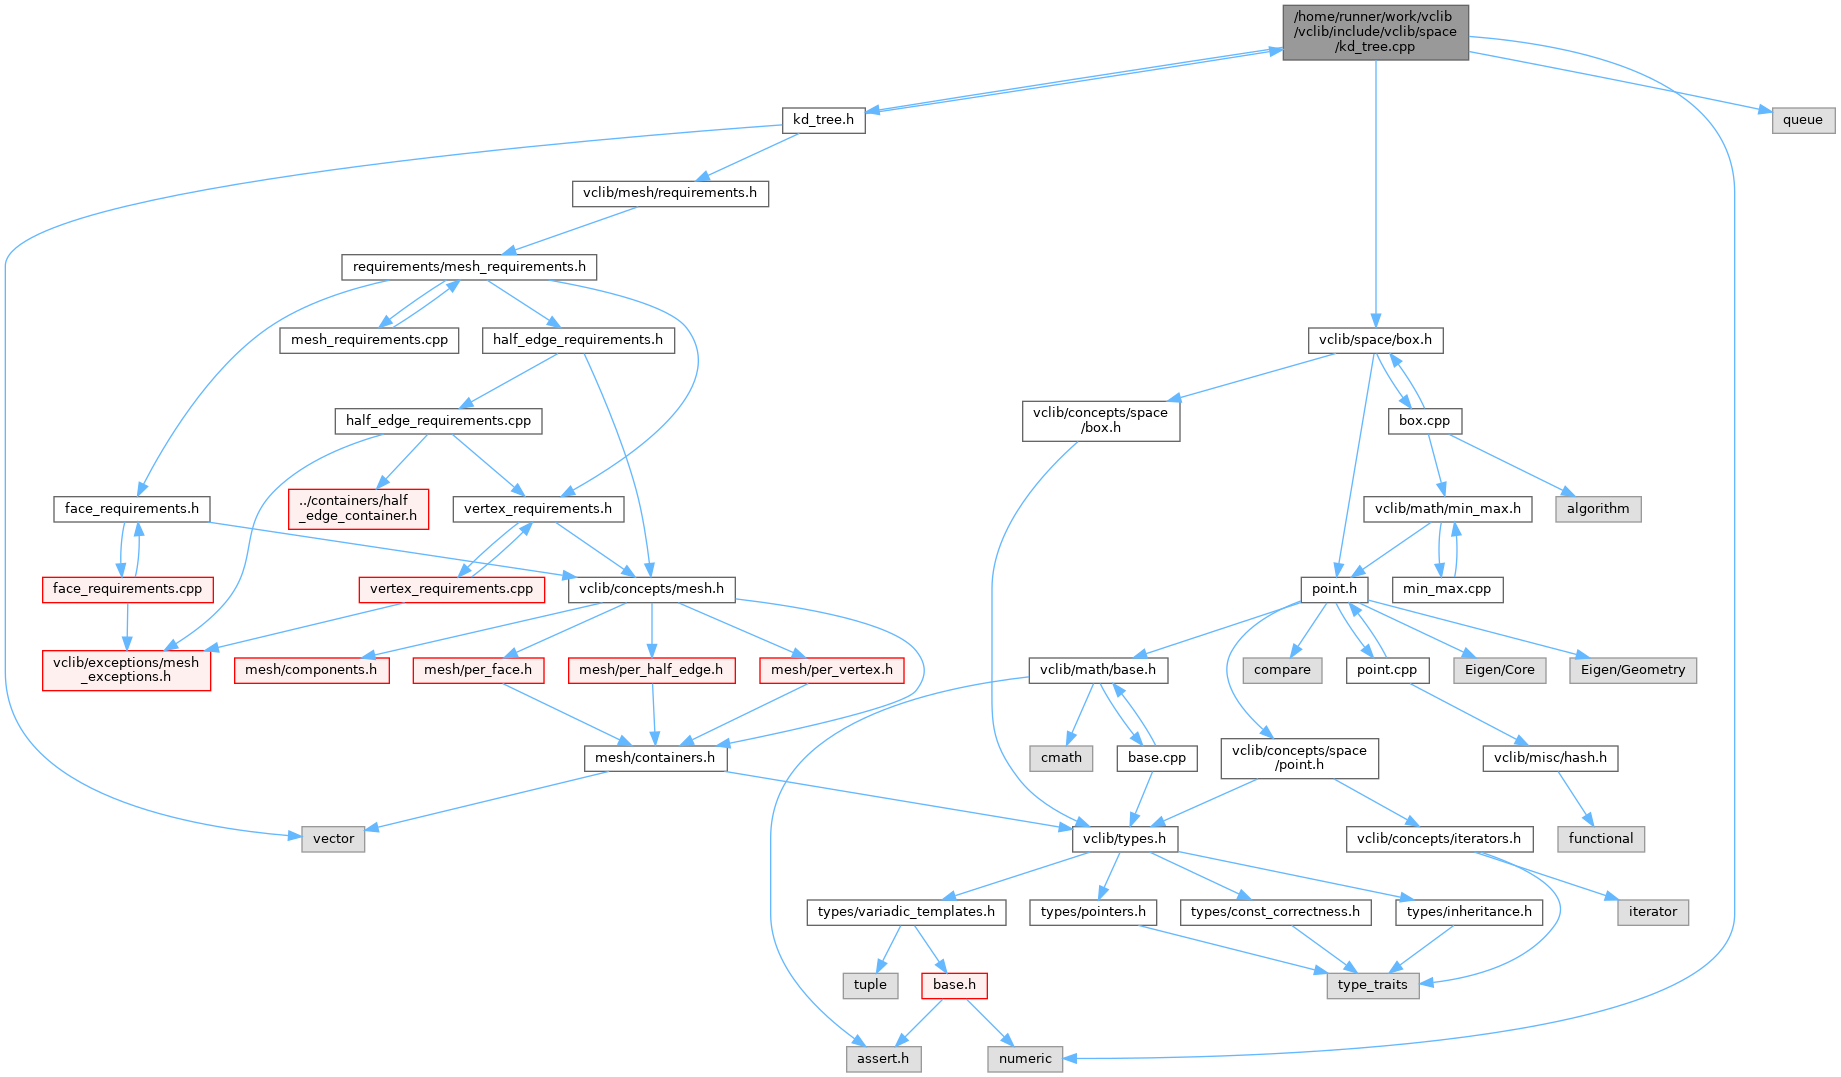 /home/runner/work/vclib
/vclib/include/vclib/space
/kd_tree.cpp
kd_tree.h
queue
vclib/mesh/requirements.h
requirements/mesh_requirements.h
mesh_requirements.cpp
half_edge_requirements.h
vclib/space/box.h
vclib/concepts/space
/box.h
half_edge_requirements.cpp
box.cpp
../containers/half
_edge_container.h
face_requirements.h
vertex_requirements.h
vclib/math/min_max.h
algorithm
face_requirements.cpp
vertex_requirements.cpp
vclib/concepts/mesh.h
point.h
min_max.cpp
vclib/exceptions/mesh
_exceptions.h
mesh/components.h
mesh/per_face.h
mesh/per_half_edge.h
mesh/per_vertex.h
vclib/math/base.h
compare
point.cpp
Eigen/Core
Eigen/Geometry
mesh/containers.h
cmath
base.cpp
vclib/concepts/space
/point.h
vclib/misc/hash.h
vector
vclib/types.h
vclib/concepts/iterators.h
functional
types/variadic_templates.h
types/pointers.h
types/const_correctness.h
types/inheritance.h
iterator
tuple
base.h
type_traits
assert.h
numeric